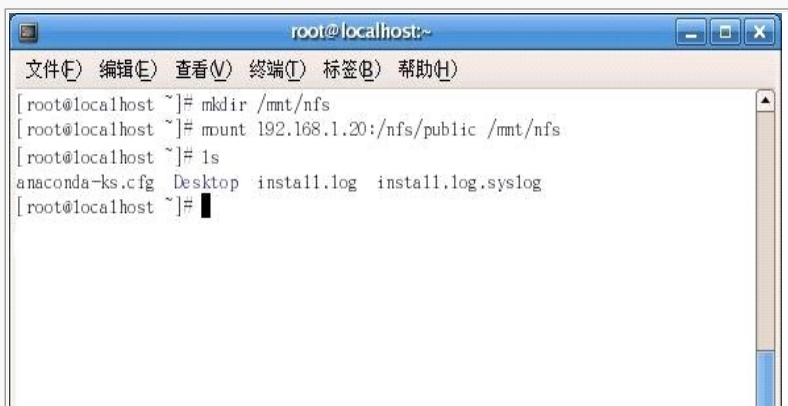 root@localhost:~
文件(F) 编辑(E) 查看(V) 终端(T) 标签(B) 帮助(H)
[root@localhost ~]# mkdir /mnt/nfs
[root@localhost ~]# mount 192.168.1.20:/nfs/public /mnt/nfs
[root@localhost ~]# ls
anaconda-ks.cfg  Desktop  install.log  install.log.syslog
[root@localhost ~]#